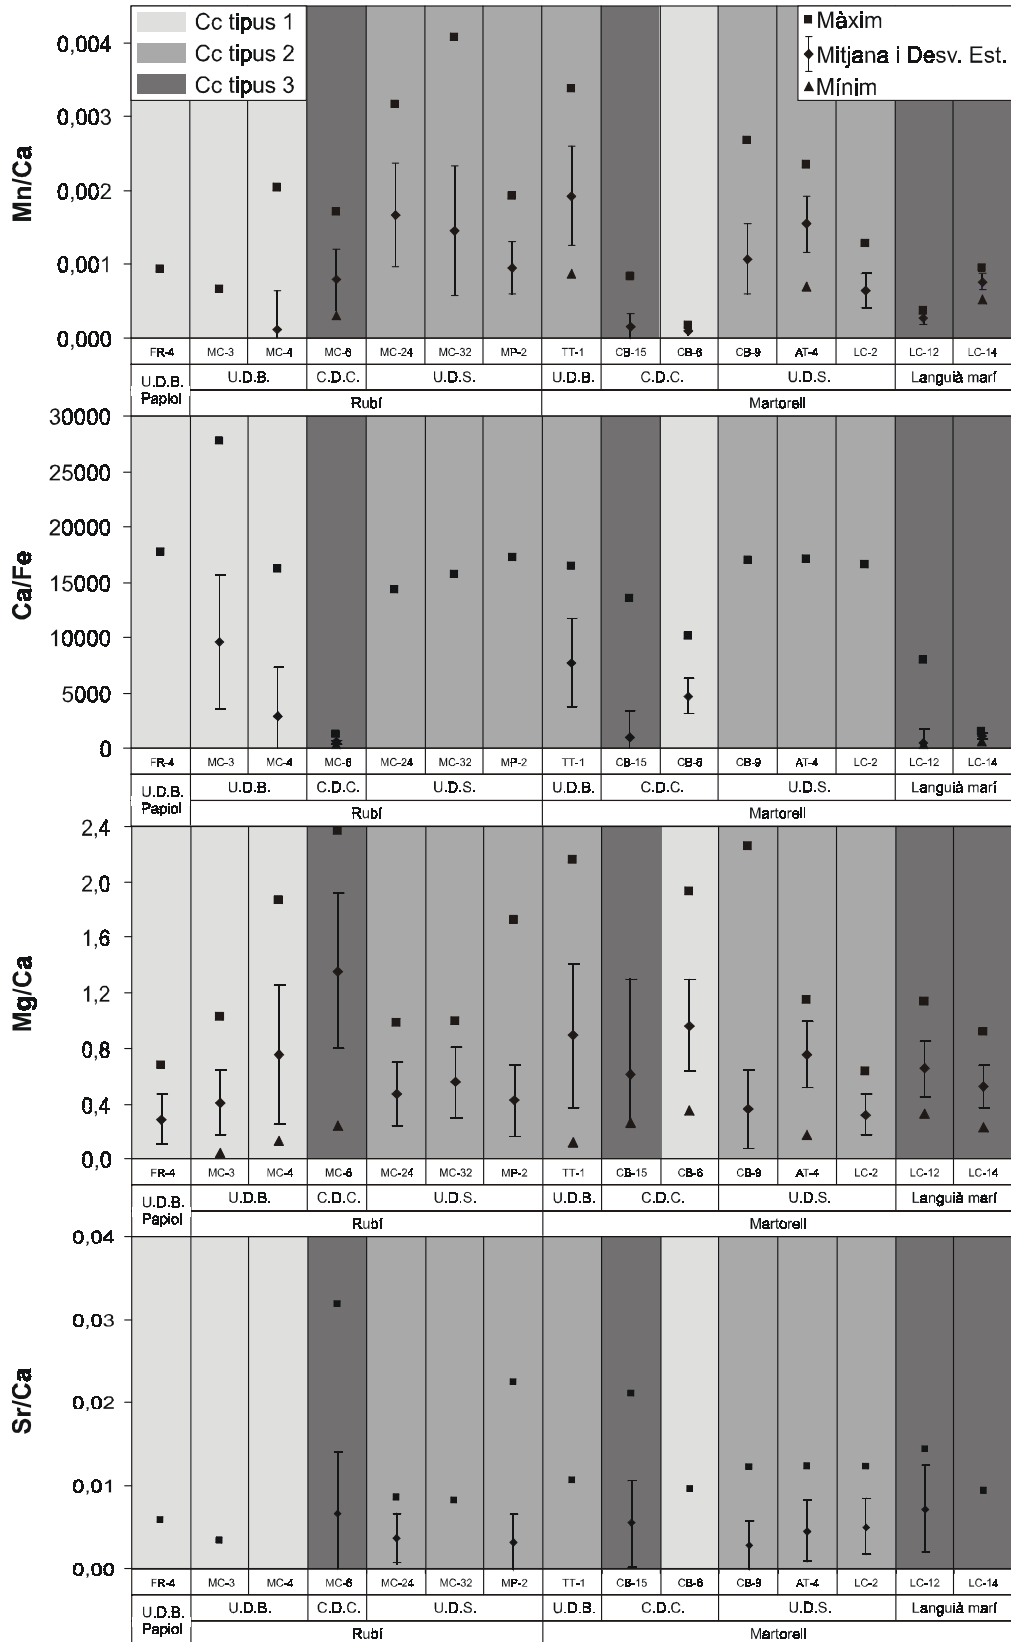 Cc tipus 1
Cc tipus 2
Cc tipus 3
Màxim
Mitjana i Desv. Est.
Mínim
Mn/Ca
0,004
0,003
0,002
0,001
0,000
FR-4 MC-3 MC-4 MC-6 MC-24 MC-32 MP-2 TT-1 CB-15 CB-6 CB-9 AT-4 LC-2 LC-12 LC-14
U.D.B. Papiol U.D.B. C.D.C. U.D.S. U.D.B. C.D.C. U.D.S. Languià marí
Rubí Martorell
Ca/Fe
30000
25000
20000
15000
10000
5000
0
FR-4 MC-3 MC-4 MC-6 MC-24 MC-32 MP-2 TT-1 CB-15 CB-6 CB-9 AT-4 LC-2 LC-12 LC-14
U.D.B. Papiol U.D.B. C.D.C. U.D.S. U.D.B. C.D.C. U.D.S. Languià marí
Rubí Martorell
Mg/Ca
2,4
2,0
1,6
1,2
0,8
0,4
0,0
FR-4 MC-3 MC-4 MC-6 MC-24 MC-32 MP-2 TT-1 CB-15 CB-6 CB-9 AT-4 LC-2 LC-12 LC-14
U.D.B. Papiol U.D.B. C.D.C. U.D.S. U.D.B. C.D.C. U.D.S. Languià marí
Rubí Martorell
Sr/Ca
0,04
0,03
0,02
0,01
0,00
FR-4 MC-3 MC-4 MC-6 MC-24 MC-32 MP-2 TT-1 CB-15 CB-6 CB-9 AT-4 LC-2 LC-12 LC-14
U.D.B. Papiol U.D.B. C.D.C. U.D.S. U.D.B. C.D.C. U.D.S. Languià marí
Rubí Martorell